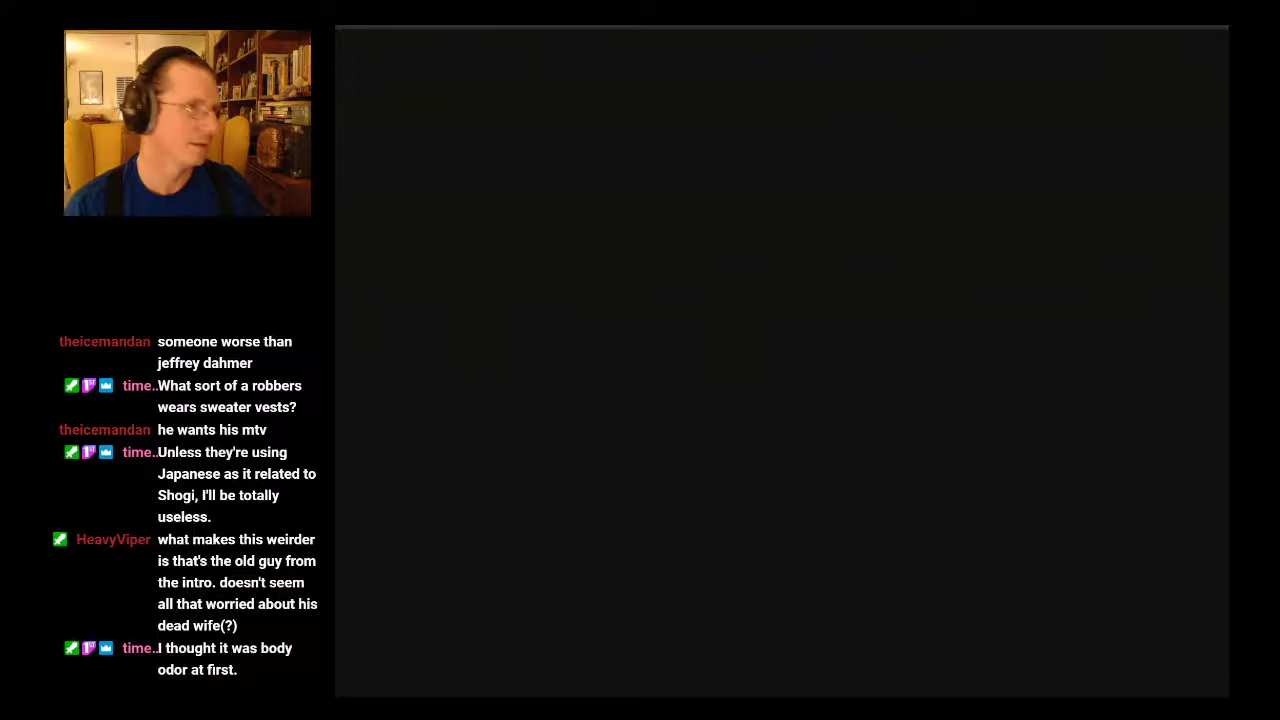 theicemandan someone worse than
jeffrey dahmer
1ST time.. What sort of a robbers
wears sweater vests?
theicemandan he wants his mtv
1ST time.. Unless they're using
Japanese as it related to
Shogi, I'll be totally
useless.
HeavyViper what makes this weirder
is that's the old guy from
the intro. doesn't seem
all that worried about his
dead wife(?)
1ST time.. I thought it was body
odor at first.